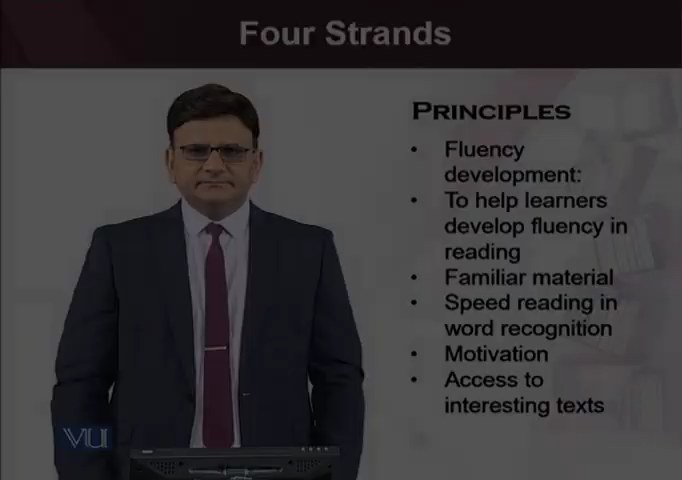 Four Strands
PRINCIPLES
• Fluency
development:
• To help learners
develop fluency in
reading
• Familiar material
• Speed reading in
word recognition
• Motivation
• Access to
interesting texts
VU